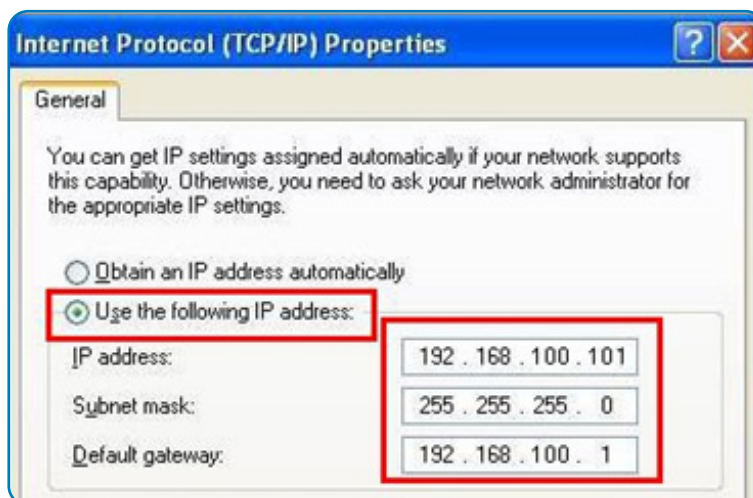 Internet Protocol (TCP/IP) Properties
General
You can get IP settings assigned automatically if your network supports
this capability. Otherwise, you need to ask your network administrator for
the appropriate IP settings.
Obtain an IP address automatically
Use the following IP address:
IP address: 192 . 168 . 100 . 101
Subnet mask: 255 . 255 . 255 . 0
Default gateway: 192 . 168 . 100 . 1